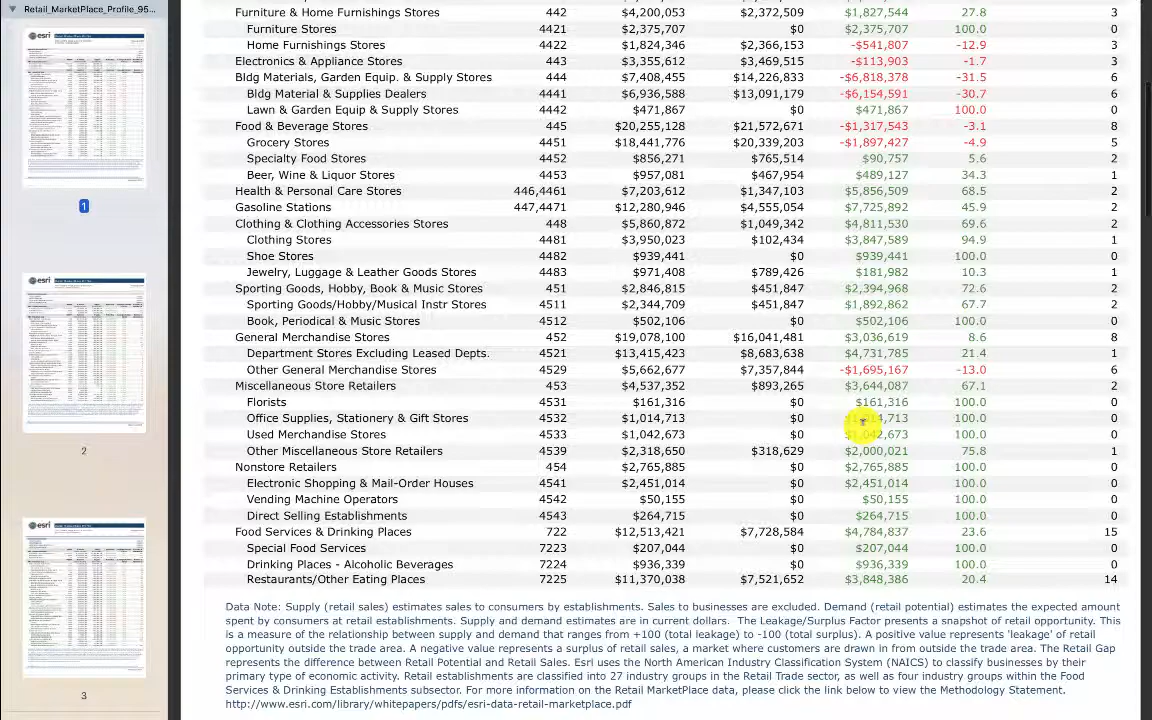 Retail_MarketPlace_Profile_95...
Furniture & Home Furnishings Stores 442 $4,200,053 $2,372,509 $1,827,544 27.8 3
Furniture Stores 4421 $2,375,707 $0 $2,375,707 100.0 0
Home Furnishings Stores 4422 $1,824,346 $2,366,153 -$541,807 -12.9 3
Electronics & Appliance Stores 443 $3,355,612 $3,469,515 -$113,903 -1.7 3
Bldg Materials, Garden Equip. & Supply Stores 444 $7,408,455 $14,226,833 -$6,818,378 -31.5 6
Bldg Material & Supplies Dealers 4441 $6,936,588 $13,091,179 -$6,154,591 -30.7 6
Lawn & Garden Equip & Supply Stores 4442 $471,867 $0 $471,867 100.0 0
Food & Beverage Stores 445 $20,255,128 $21,572,671 -$1,317,543 -3.1 8
Grocery Stores 4451 $18,441,776 $20,339,203 -$1,897,427 -4.9 5
Specialty Food Stores 4452 $856,271 $765,514 $90,757 5.6 2
Beer, Wine & Liquor Stores 4453 $957,081 $467,954 $489,127 34.3 1
Health & Personal Care Stores 446,4461 $7,203,612 $1,347,103 $5,856,509 68.5 2
Gasoline Stations 447,4471 $12,280,946 $4,555,054 $7,725,892 45.9 2
Clothing & Clothing Accessories Stores 448 $5,860,872 $1,049,342 $4,811,530 69.6 2
Clothing Stores 4481 $3,950,023 $102,434 $3,847,589 94.9 1
Shoe Stores 4482 $939,441 $0 $939,441 100.0 0
Jewelry, Luggage & Leather Goods Stores 4483 $971,408 $789,426 $181,982 10.3 1
Sporting Goods, Hobby, Book & Music Stores 451 $2,846,815 $451,847 $2,394,968 72.6 2
Sporting Goods/Hobby/Musical Instr Stores 4511 $2,344,709 $451,847 $1,892,862 67.7 2
Book, Periodical & Music Stores 4512 $502,106 $0 $502,106 100.0 0
General Merchandise Stores 452 $19,078,100 $16,041,481 $3,036,619 8.6 8
Department Stores Excluding Leased Depts. 4521 $13,415,423 $8,683,638 $4,731,785 21.4 1
Other General Merchandise Stores 4529 $5,662,677 $7,357,844 -$1,695,167 -13.0 6
Miscellaneous Store Retailers 453 $4,537,352 $893,265 $3,644,087 67.1 2
Florists 4531 $161,316 $0 $161,316 100.0 0
Office Supplies, Stationery & Gift Stores 4532 $1,014,713 $0 $1,014,713 100.0 0
Used Merchandise Stores 4533 $1,042,673 $0 $1,042,673 100.0 0
Other Miscellaneous Store Retailers 4539 $2,318,650 $318,629 $2,000,021 75.8 1
Nonstore Retailers 454 $2,765,885 $0 $2,765,885 100.0 0
Electronic Shopping & Mail-Order Houses 4541 $2,451,014 $0 $2,451,014 100.0 0
Vending Machine Operators 4542 $50,155 $0 $50,155 100.0 0
Direct Selling Establishments 4543 $264,715 $0 $264,715 100.0 0
Food Services & Drinking Places 722 $12,513,421 $7,728,584 $4,784,837 23.6 15
Special Food Services 7223 $207,044 $0 $207,044 100.0 0
Drinking Places - Alcoholic Beverages 7224 $936,339 $0 $936,339 100.0 0
Restaurants/Other Eating Places 7225 $11,370,038 $7,521,652 $3,848,386 20.4 14
Data Note: Supply (retail sales) estimates sales to consumers by establishments. Sales to businesses are excluded. Demand (retail potential) estimates the expected amount
spent by consumers at retail establishments. Supply and demand estimates are in current dollars. The Leakage/Surplus Factor presents a snapshot of retail opportunity. This
is a measure of the relationship between supply and demand that ranges from +100 (total leakage) to -100 (total surplus). A positive value represents 'leakage' of retail
opportunity outside the trade area. A negative value represents a surplus of retail sales, a market where customers are drawn in from outside the trade area. The Retail Gap
represents the difference between Retail Potential and Retail Sales. Esri uses the North American Industry Classification System (NAICS) to classify businesses by their
primary type of economic activity. Retail establishments are classified into 27 industry groups in the Retail Trade sector, as well as four industry groups within the Food
Services & Drinking Establishments subsector. For more information on the Retail MarketPlace data, please click the link below to view the Methodology Statement.
http://www.esri.com/library/whitepapers/pdfs/esri-data-retail-marketplace.pdf
esri
1
esri
2
esri
3